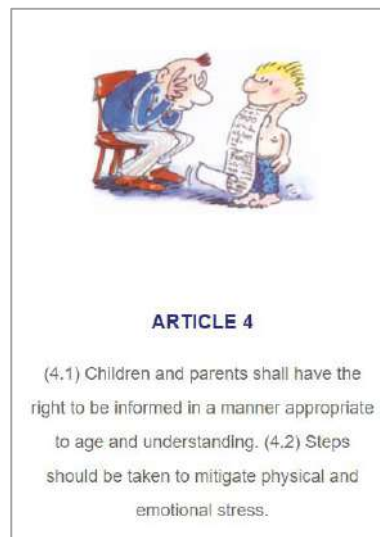 ARTICLE 4
(4.1) Children and parents shall have the
right to be informed in a manner appropriate
to age and understanding. (4.2) Steps
should be taken to mitigate physical and
emotional stress.